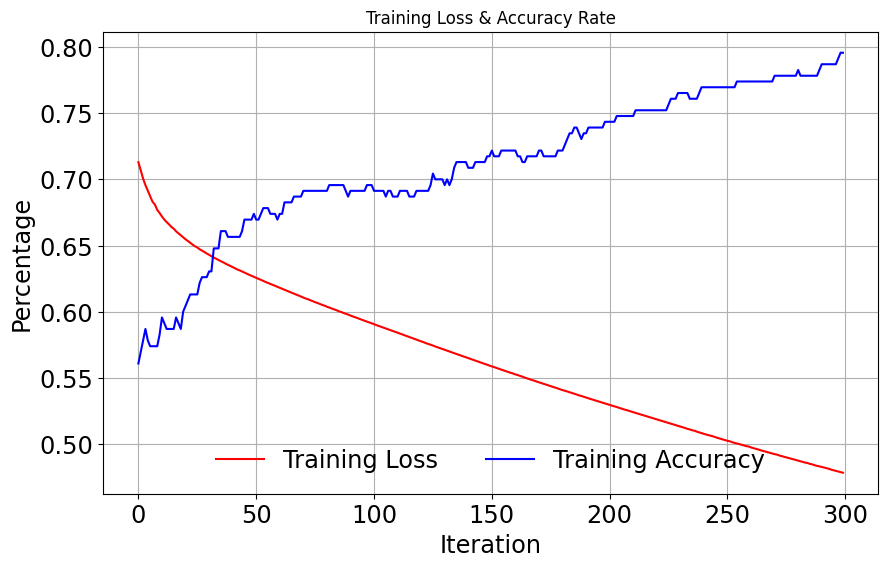 Training Loss & Accuracy Rate
Percentage
0.80
0.75
0.70
0.65
0.60
0.55
0.50
Training Loss
Training Accuracy
0 50 100 150 200 250 300
Iteration